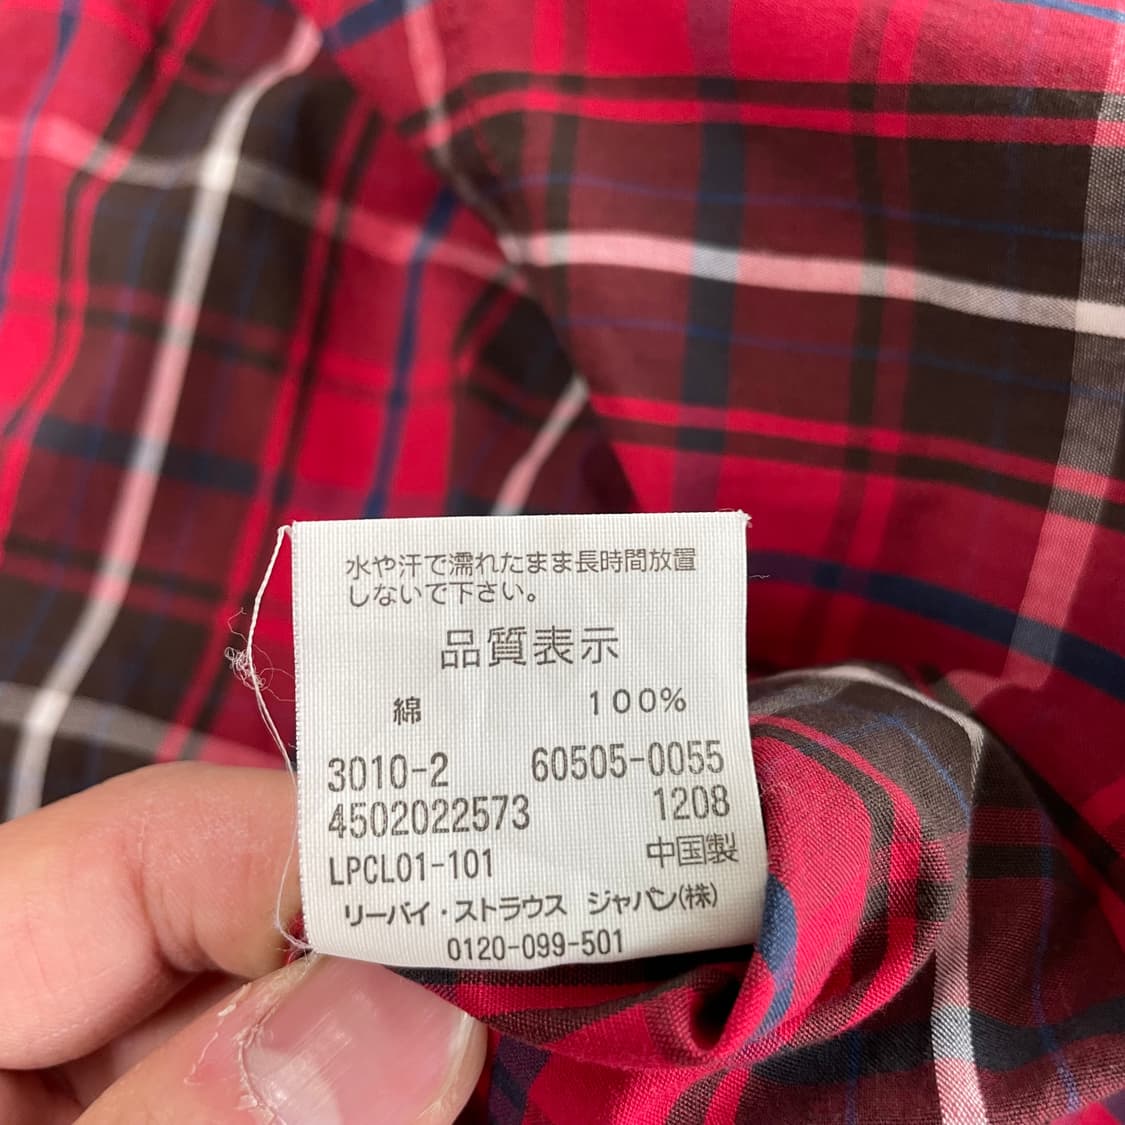 水や汗で濡れたまま長時間放置
しないで下さい。
品質表示
綿 100%
3010-2 60505-0055
4502022573 1208
LPCL01-101 中国製
リーバイ・ストラウス ジャパン(株)
0120-099-501